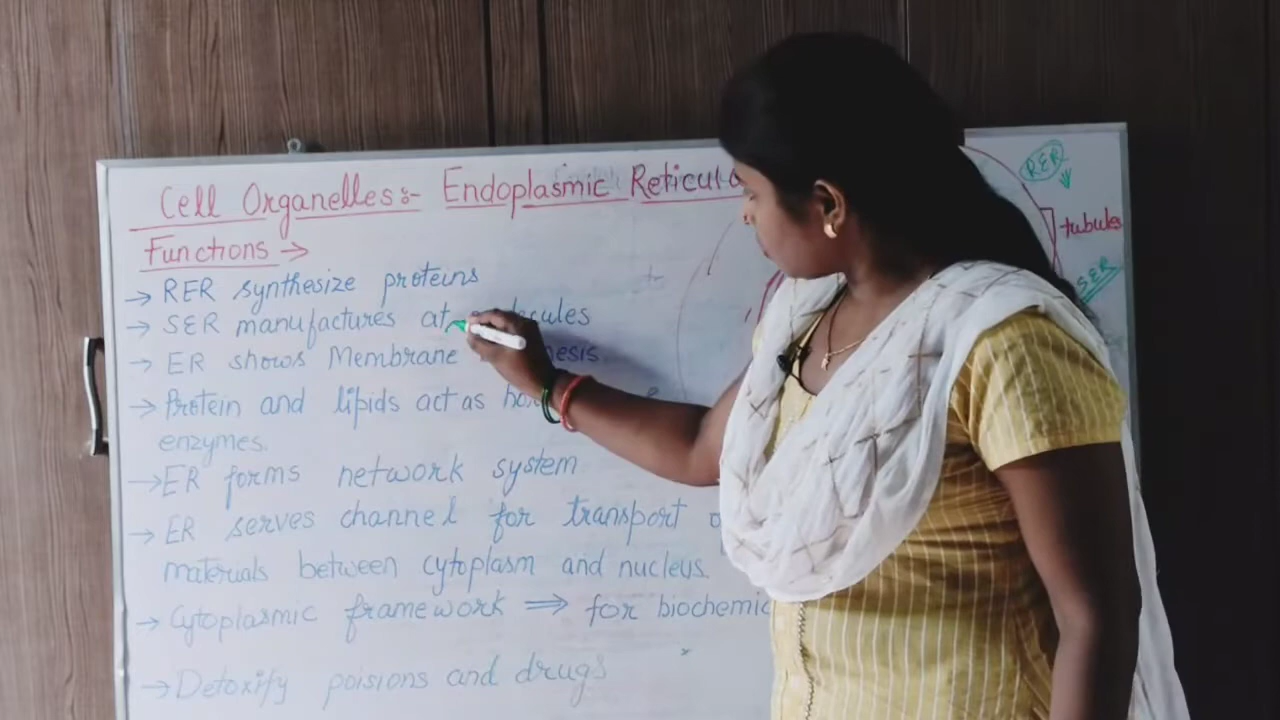 Cell Organelles:- Endoplasmic Reticul
Functions →
→ RER synthesize proteins
→ SER manufactures
→ ER shows Membrane
→ Protein and lipids act as
enzymes.
→ ER forms network system
→ ER serves channel for transport
materials between cytoplasm and nucleus.
→ Cytoplasmic framework ⇒ for biochemic
→ Detoxify poisions and drugs
RER
tubules
SER